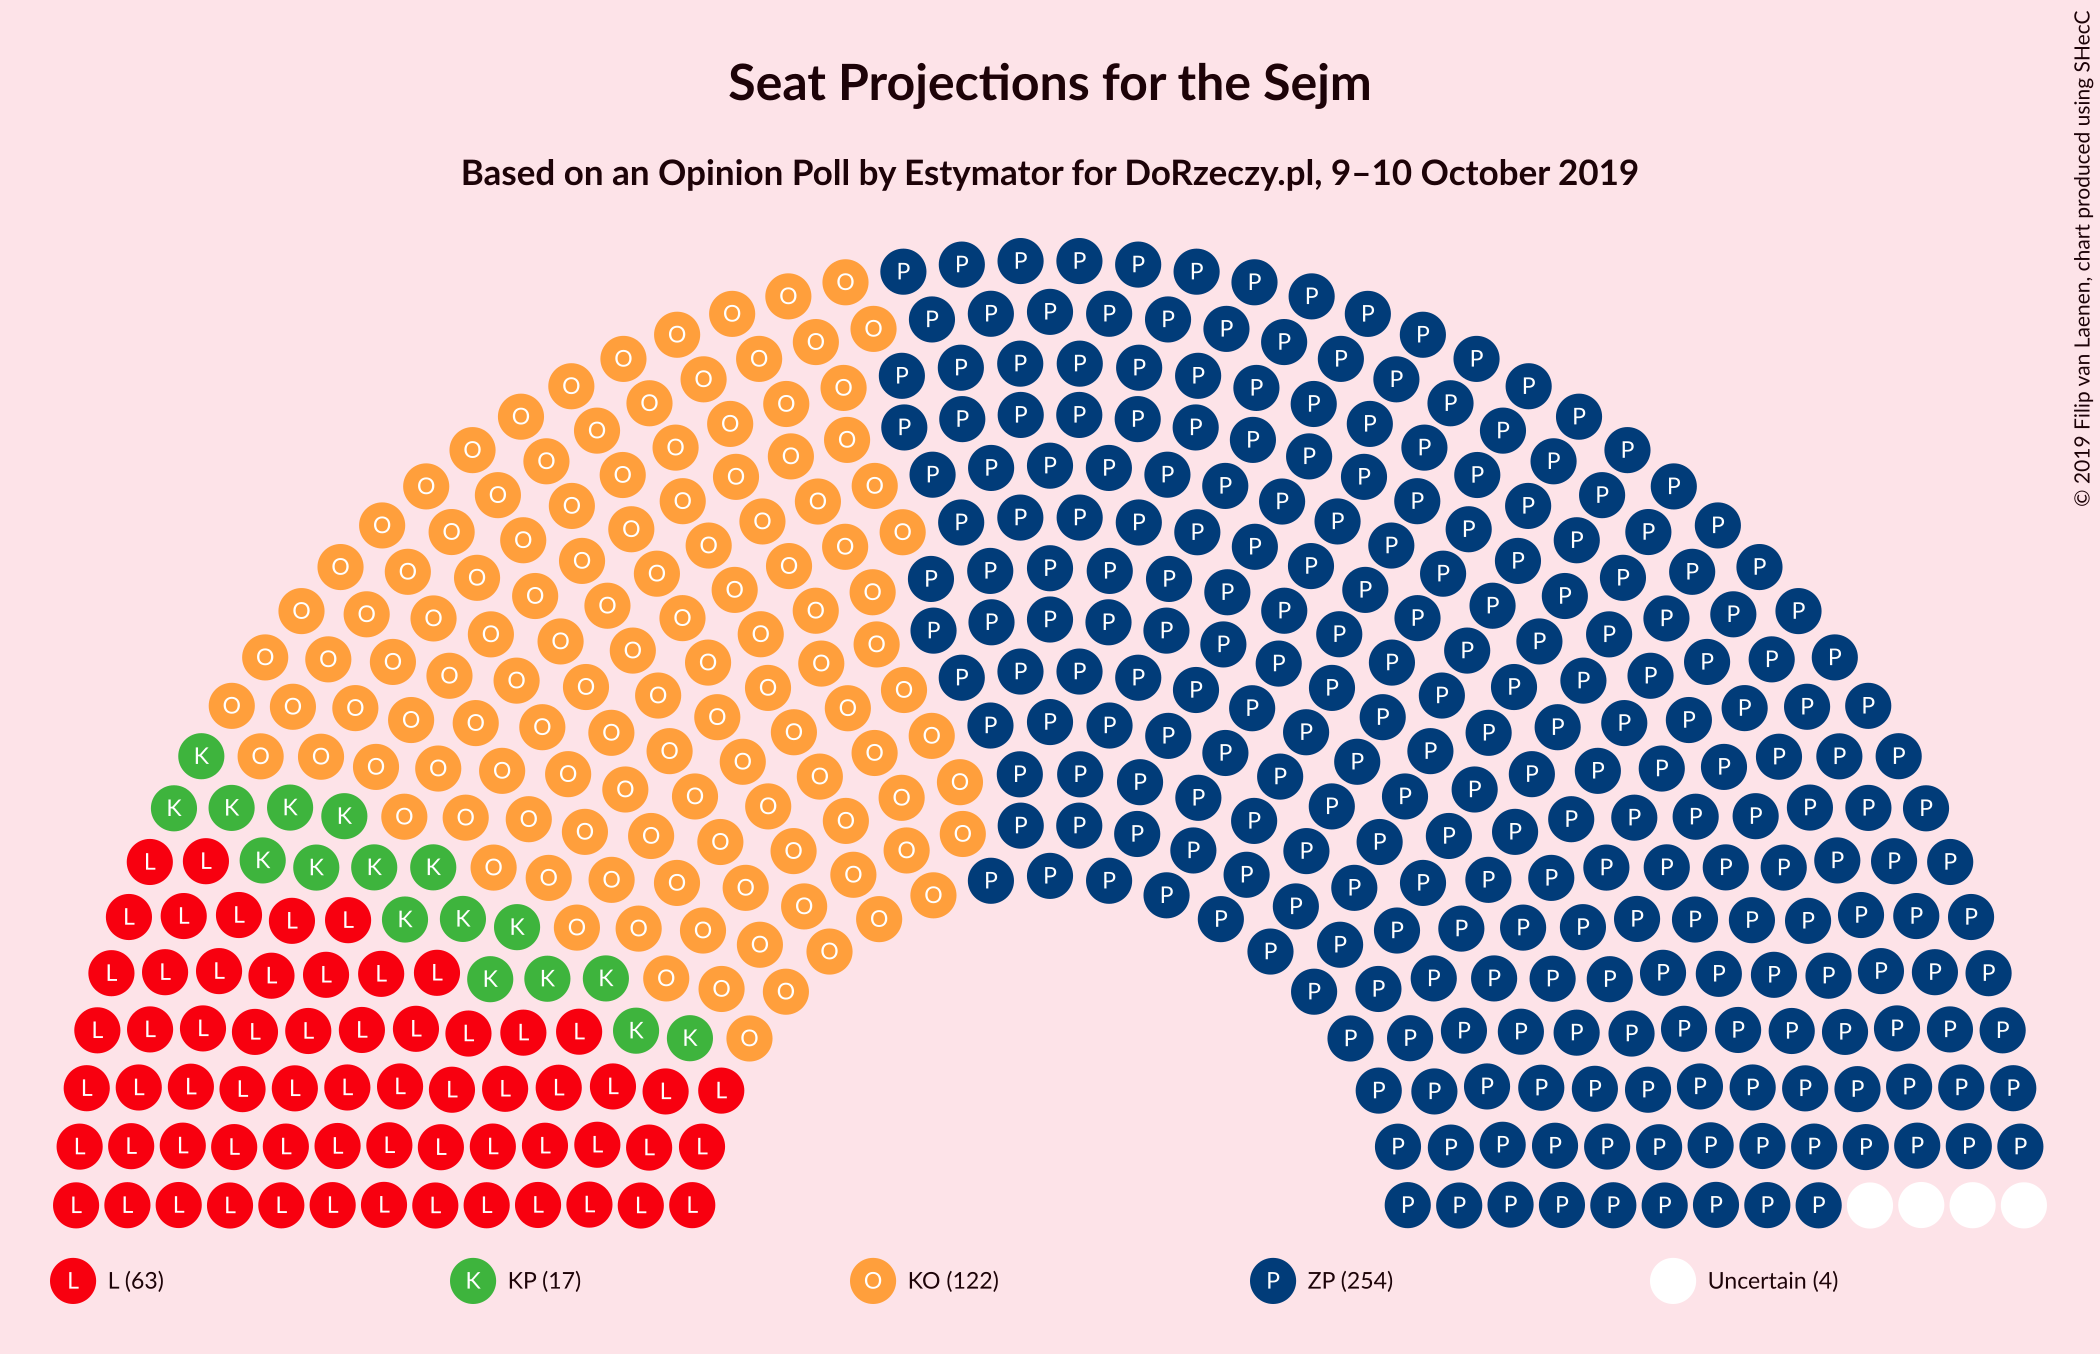 Seat Projections for the Sejm
Based on an Opinion Poll by Estymator for DoRzeczy.pl, 9–10 October 2019
© 2019 Filip van Laenen, chart produced using SHecC
L L (63)
K KP (17)
O KO (122)
P ZP (254)
Uncertain (4)